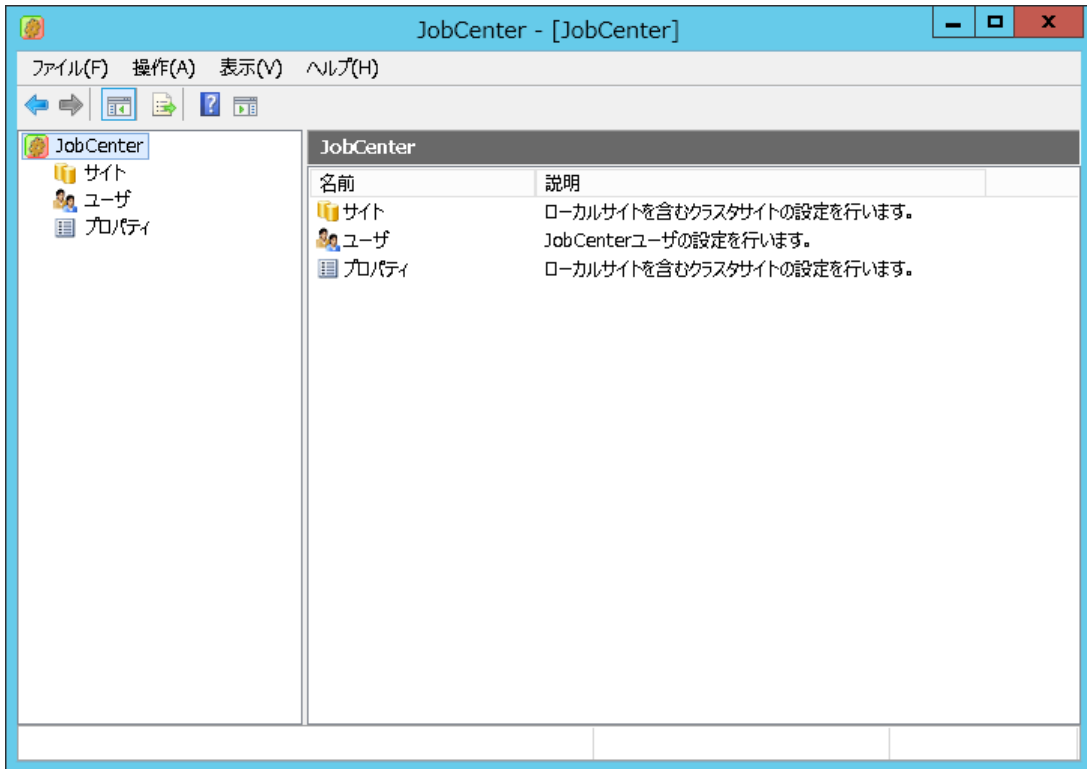 JobCenter - [JobCenter]
ファイル(F) 操作(A) 表示(V) ヘルプ(H)
JobCenter
サイト
ユーザ
プロパティ
JobCenter
名前 説明
サイト ローカルサイトを含むクラスタサイトの設定を行います。
ユーザ JobCenterユーザの設定を行います。
プロパティ ローカルサイトを含むクラスタサイトの設定を行います。